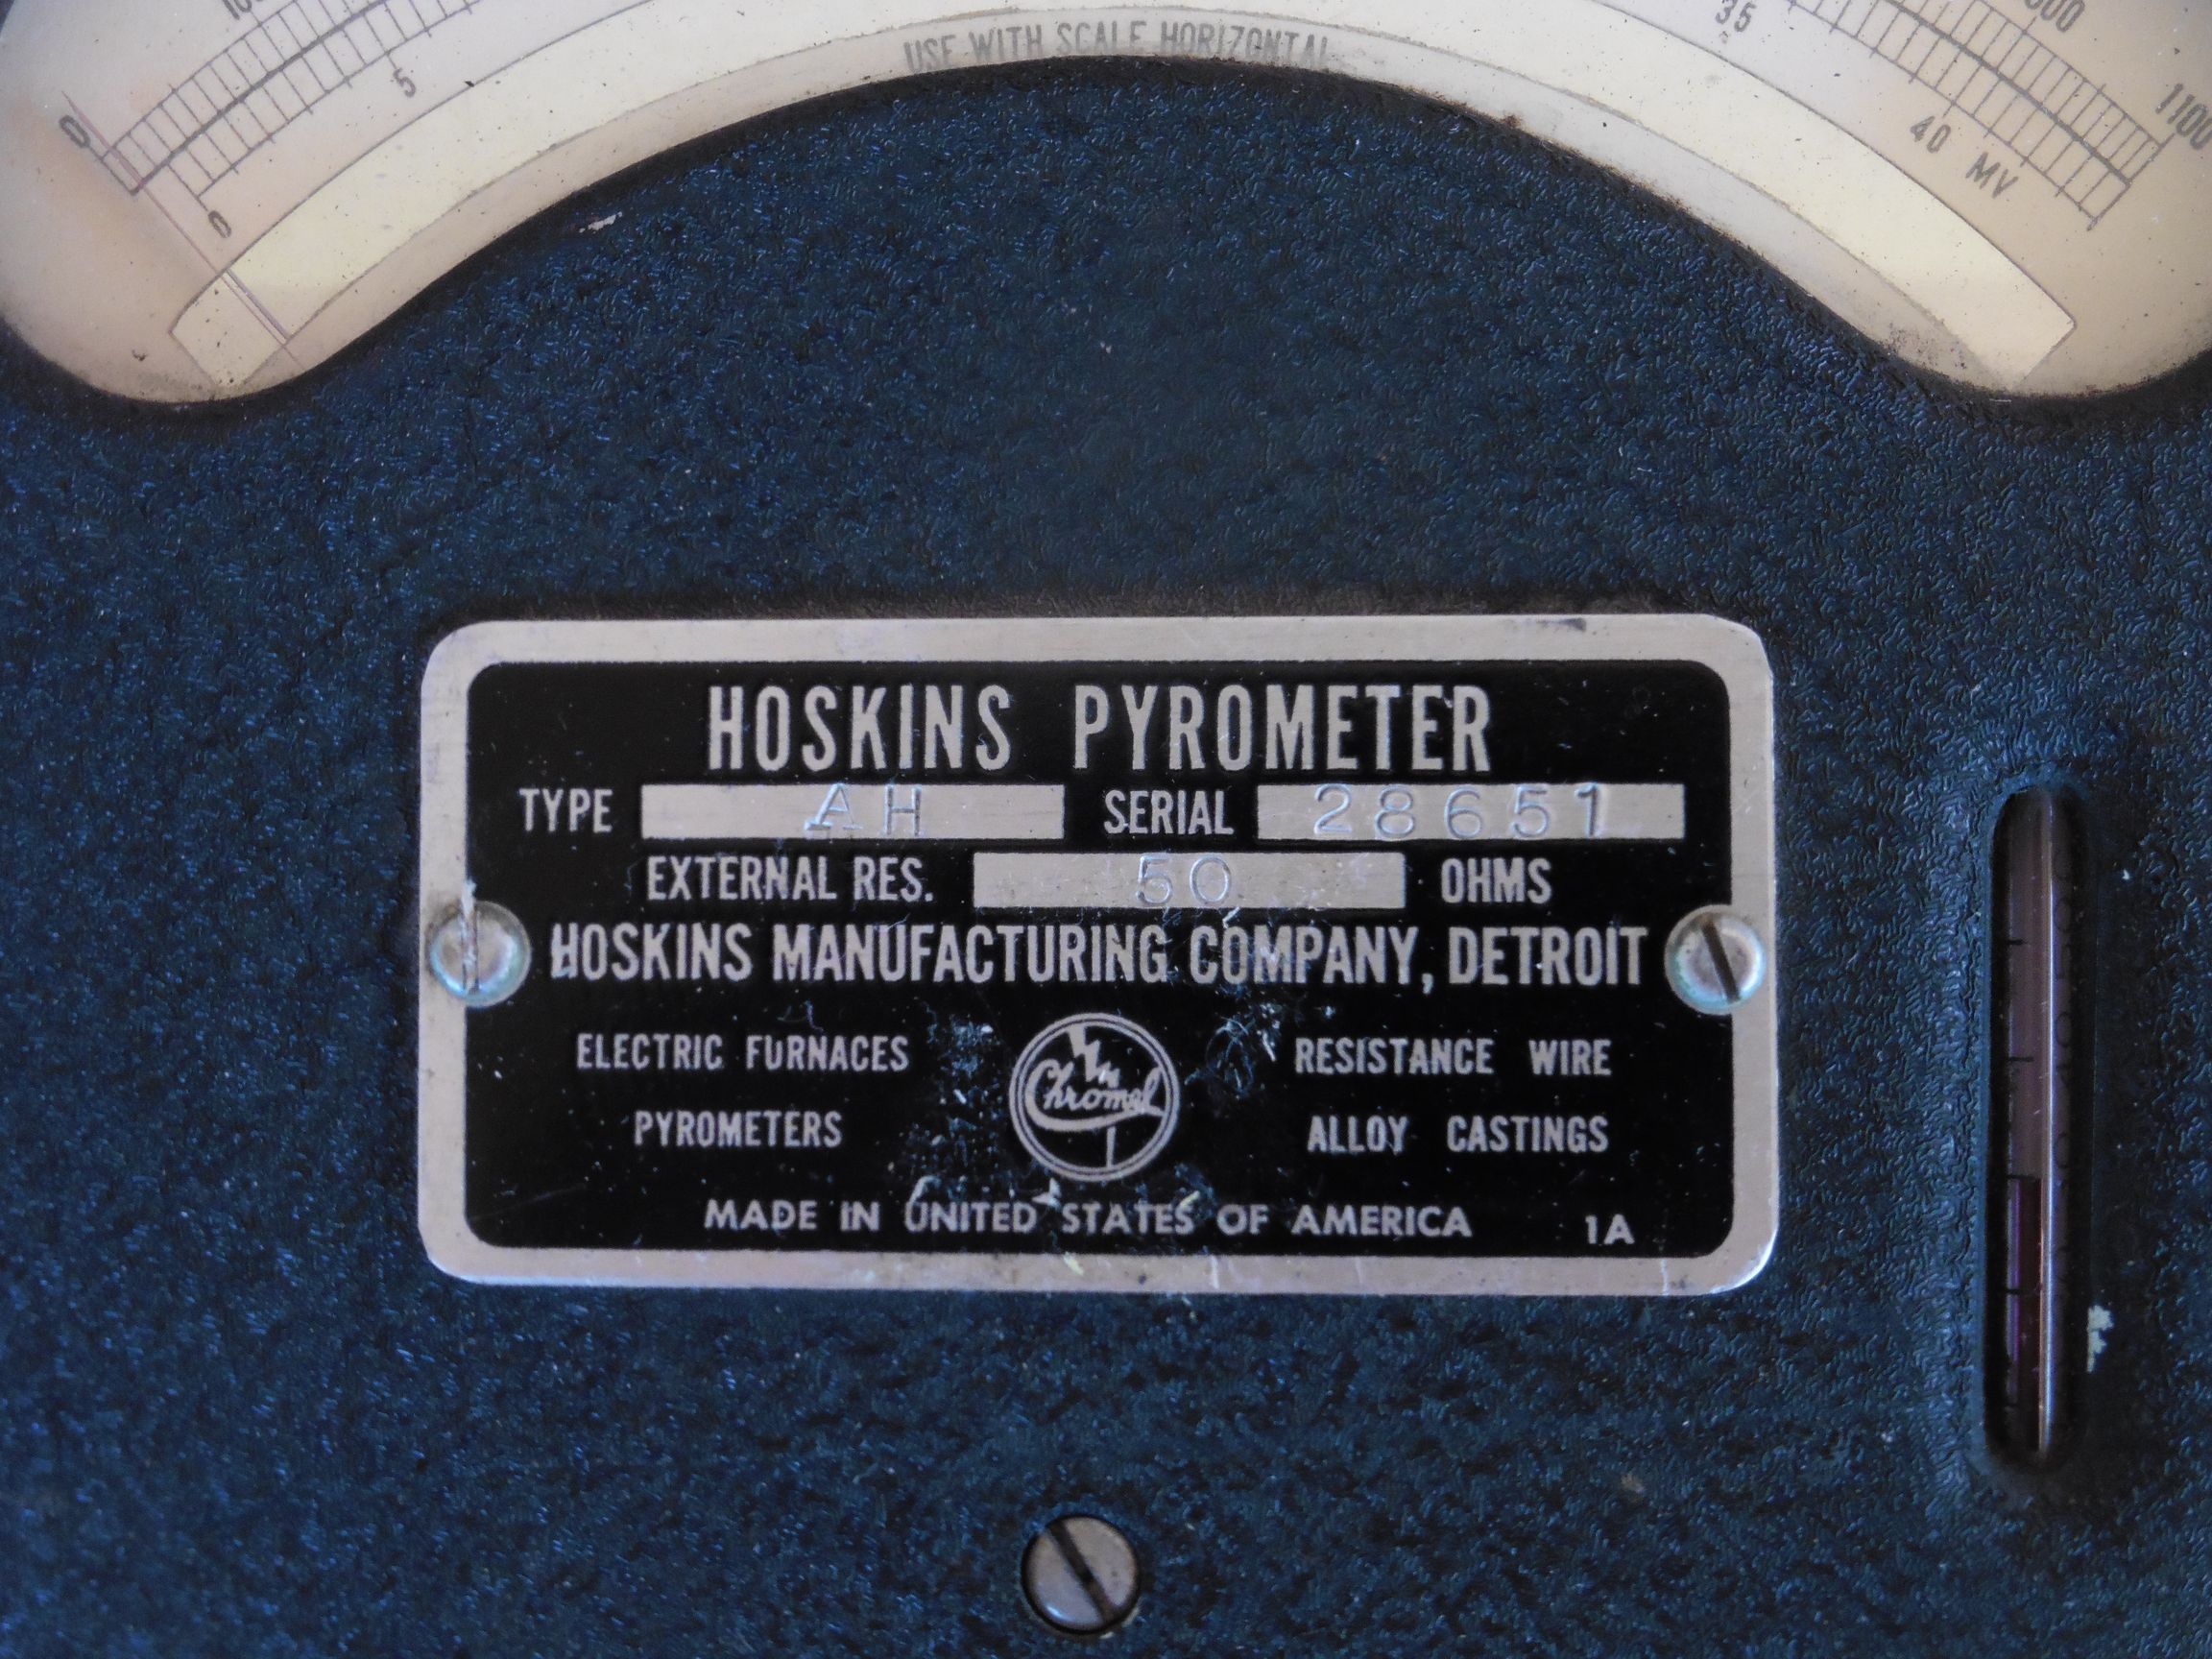 0 5 35 1100
0 40 MV
USE WITH SCALE HORIZONTAL
HOSKINS PYROMETER
TYPE AH SERIAL 28651
EXTERNAL RES. 50 OHMS
HOSKINS MANUFACTURING COMPANY, DETROIT
ELECTRIC FURNACES RESISTANCE WIRE
Chromel
PYROMETERS ALLOY CASTINGS
MADE IN UNITED STATES OF AMERICA 1A